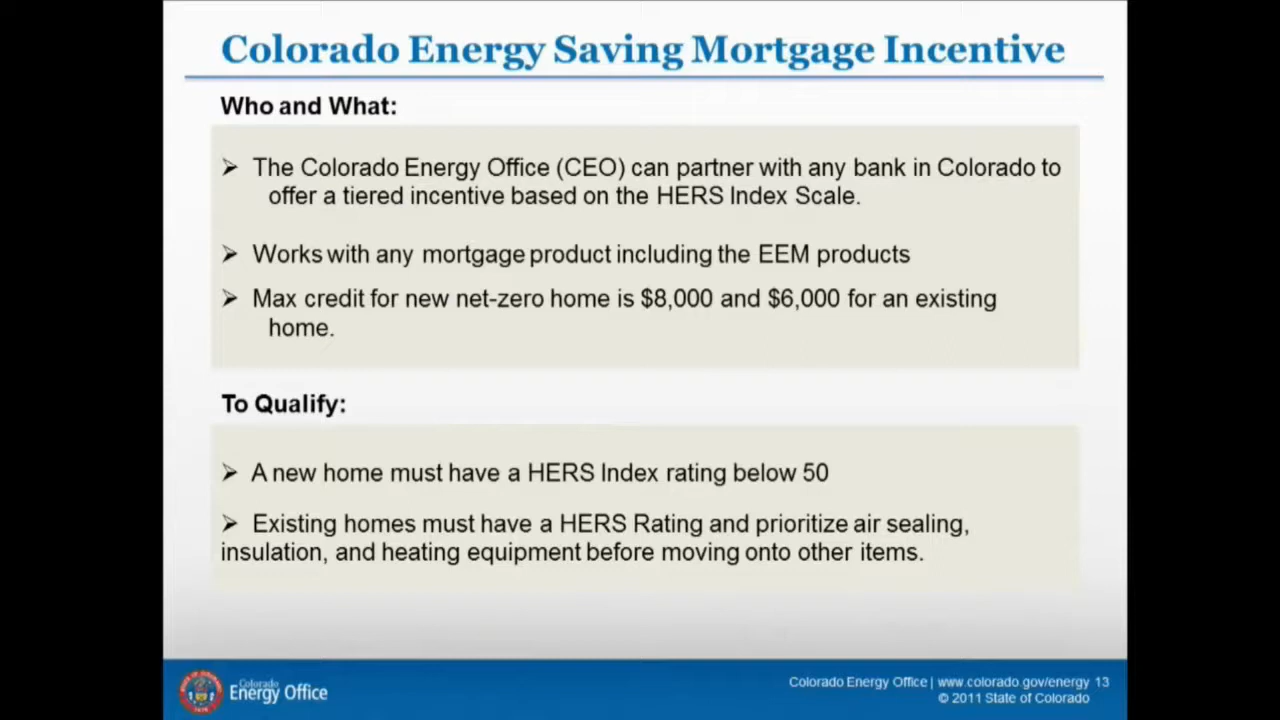 Colorado Energy Saving Mortgage Incentive
Who and What:
➢ The Colorado Energy Office (CEO) can partner with any bank in Colorado to
offer a tiered incentive based on the HERS Index Scale.
➢ Works with any mortgage product including the EEM products
➢ Max credit for new net-zero home is $8,000 and $6,000 for an existing
home.
To Qualify:
➢ A new home must have a HERS Index rating below 50
➢ Existing homes must have a HERS Rating and prioritize air sealing,
insulation, and heating equipment before moving onto other items.
Colorado
Energy Office
Colorado Energy Office | www.colorado.gov/energy 13
© 2011 State of Colorado